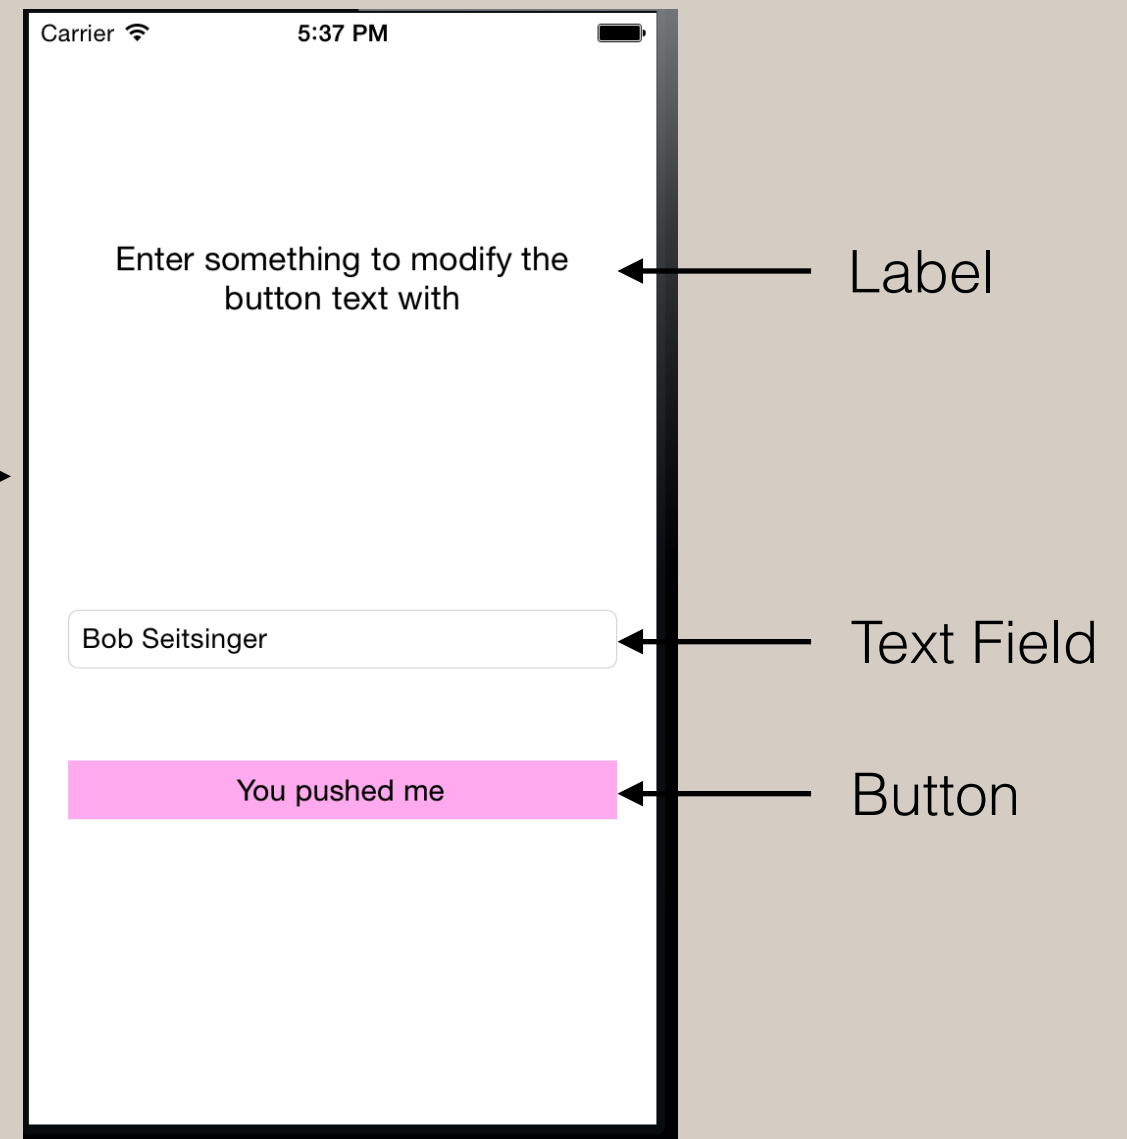 Carrier 5:37 PM
Enter something to modify the
button text with
Label
Bob Seitsinger
Text Field
You pushed me
Button